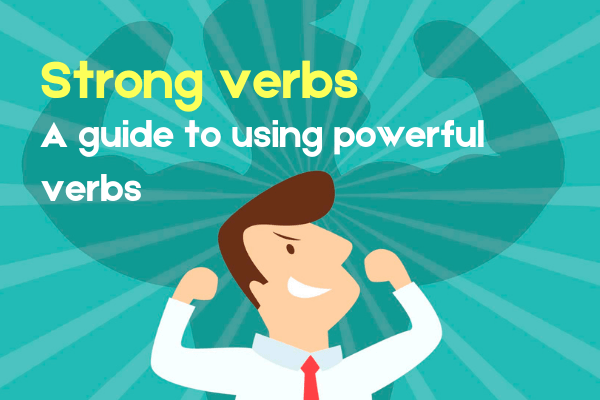 Strong verbs
A guide to using powerful
verbs